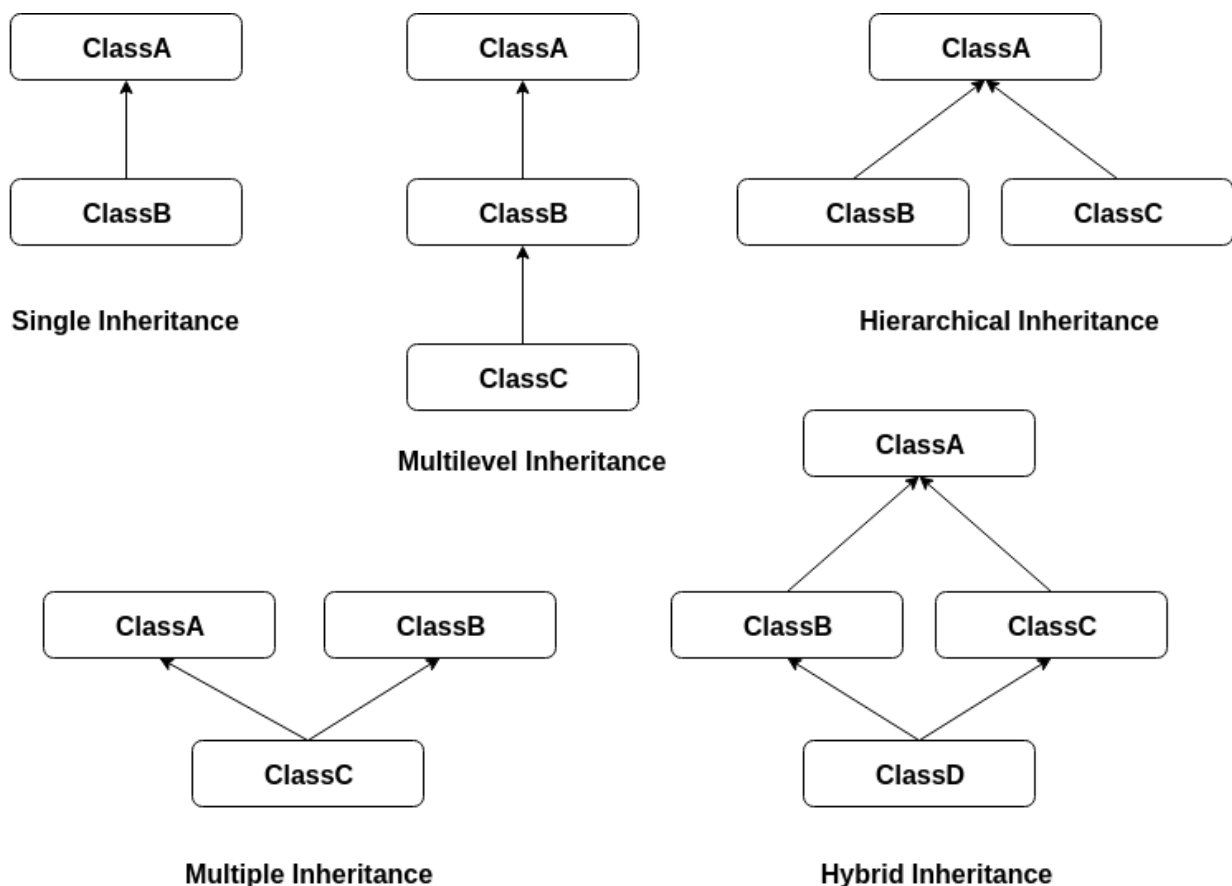 ClassA
ClassB
Single Inheritance
ClassA
ClassB
ClassC
Multilevel Inheritance
ClassA
ClassB
ClassC
Hierarchical Inheritance
ClassA
ClassB
ClassC
Multiple Inheritance
ClassA
ClassB
ClassC
ClassD
Hybrid Inheritance